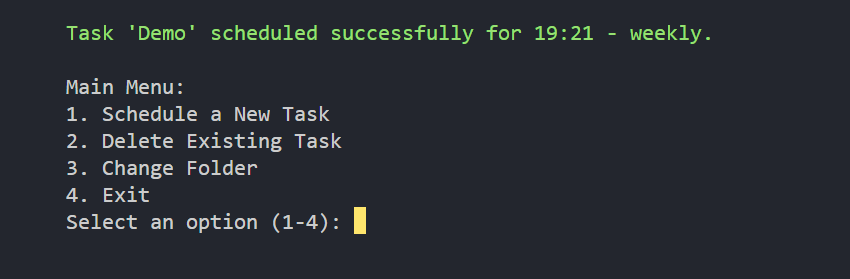 Task 'Demo' scheduled successfully for 19:21 - weekly.
Main Menu:
1. Schedule a New Task
2. Delete Existing Task
3. Change Folder
4. Exit
Select an option (1-4):